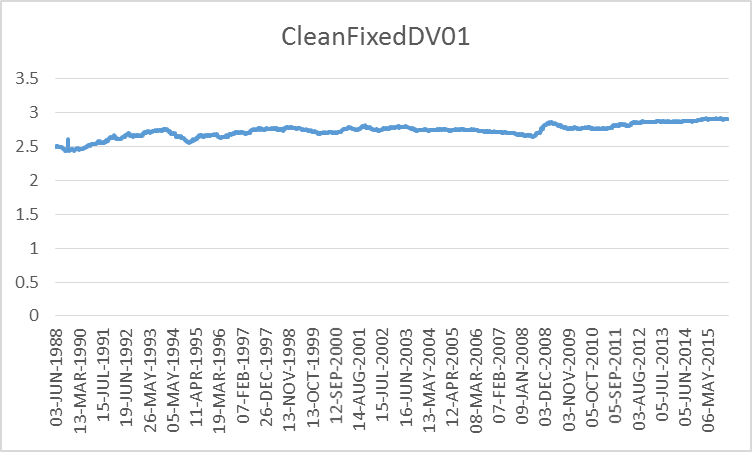 CleanFixedDV01
3.5
3
2.5
2
1.5
1
0.5
0
03-JUN-1988
13-MAR-1990
15-JUL-1991
19-JUN-1992
26-MAY-1993
05-MAY-1994
11-APR-1995
19-MAR-1996
07-FEB-1997
26-DEC-1997
13-NOV-1998
13-OCT-1999
12-SEP-2000
14-AUG-2001
15-JUL-2002
16-JUN-2003
13-MAY-2004
12-APR-2005
08-MAR-2006
07-FEB-2007
09-JAN-2008
03-DEC-2008
03-NOV-2009
05-OCT-2010
05-SEP-2011
03-AUG-2012
05-JUL-2013
05-JUN-2014
06-MAY-2015